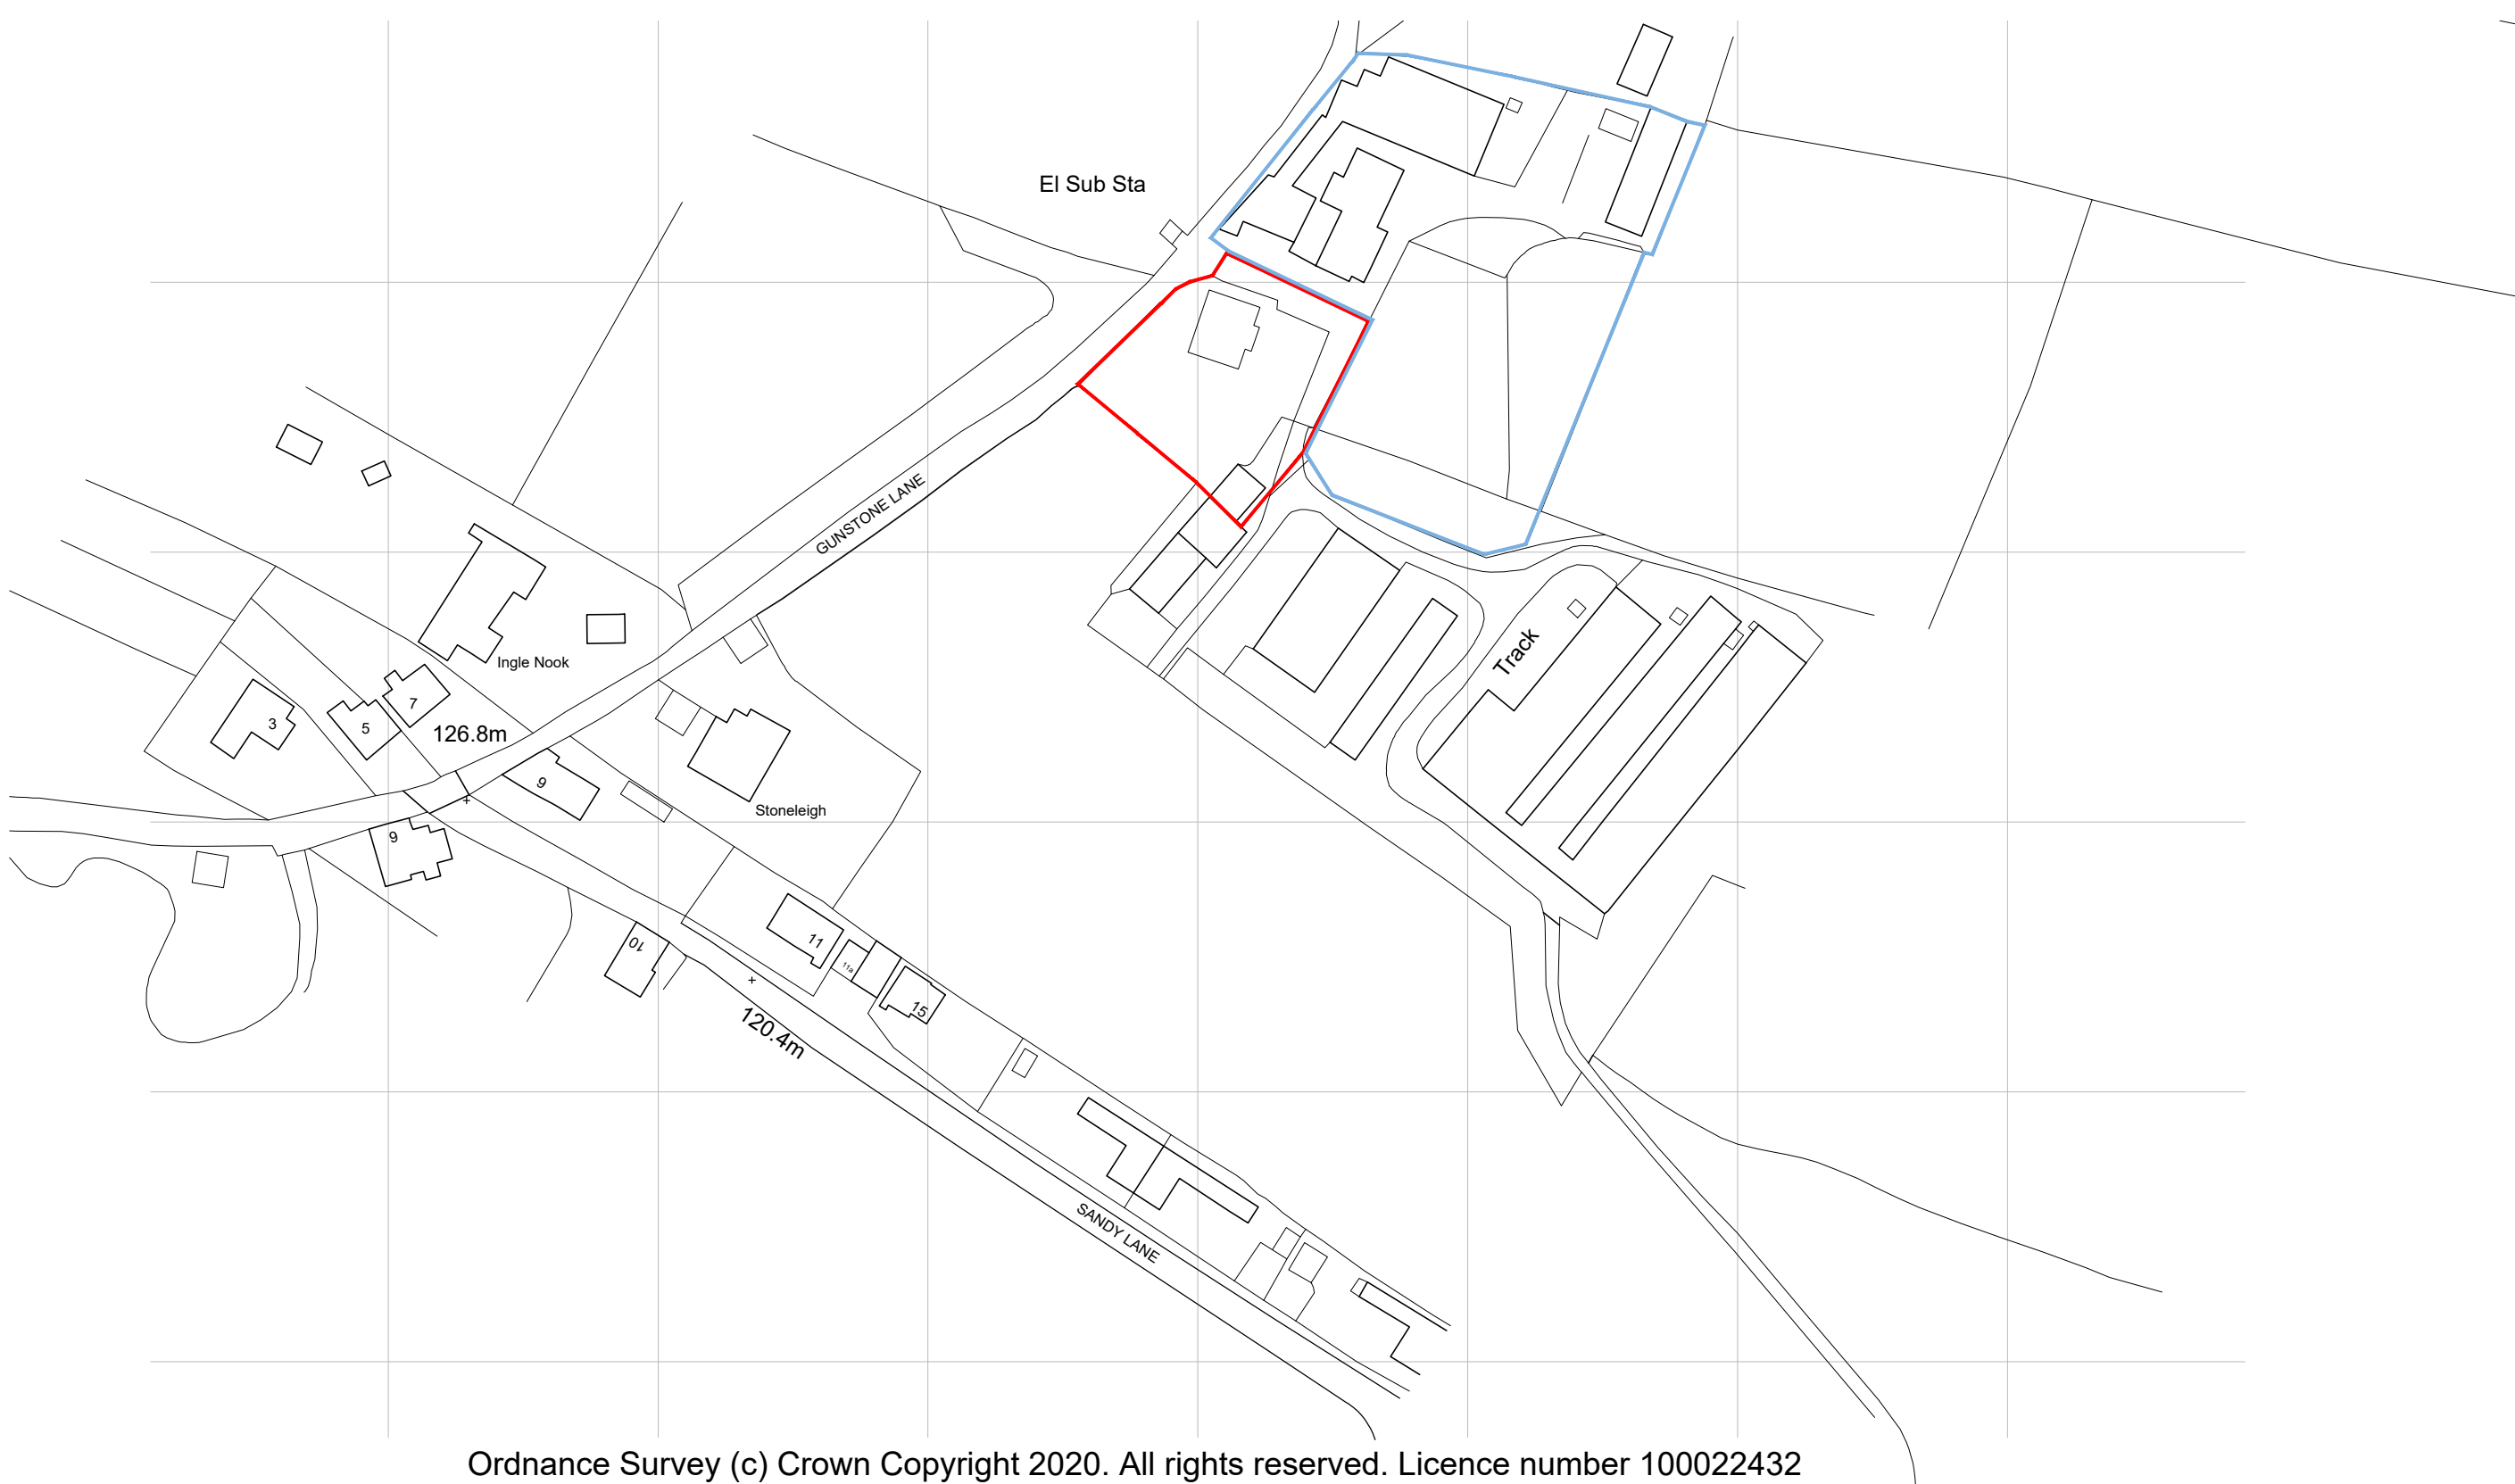 El Sub Sta
GUNSTONE LANE
Track
Ingle Nook
7
3
5
126.8m
9
Stoneleigh
9
11
10
11a
15
120.4m
SANDY LANE
Ordnance Survey (c) Crown Copyright 2020. All rights reserved. Licence number 100022432